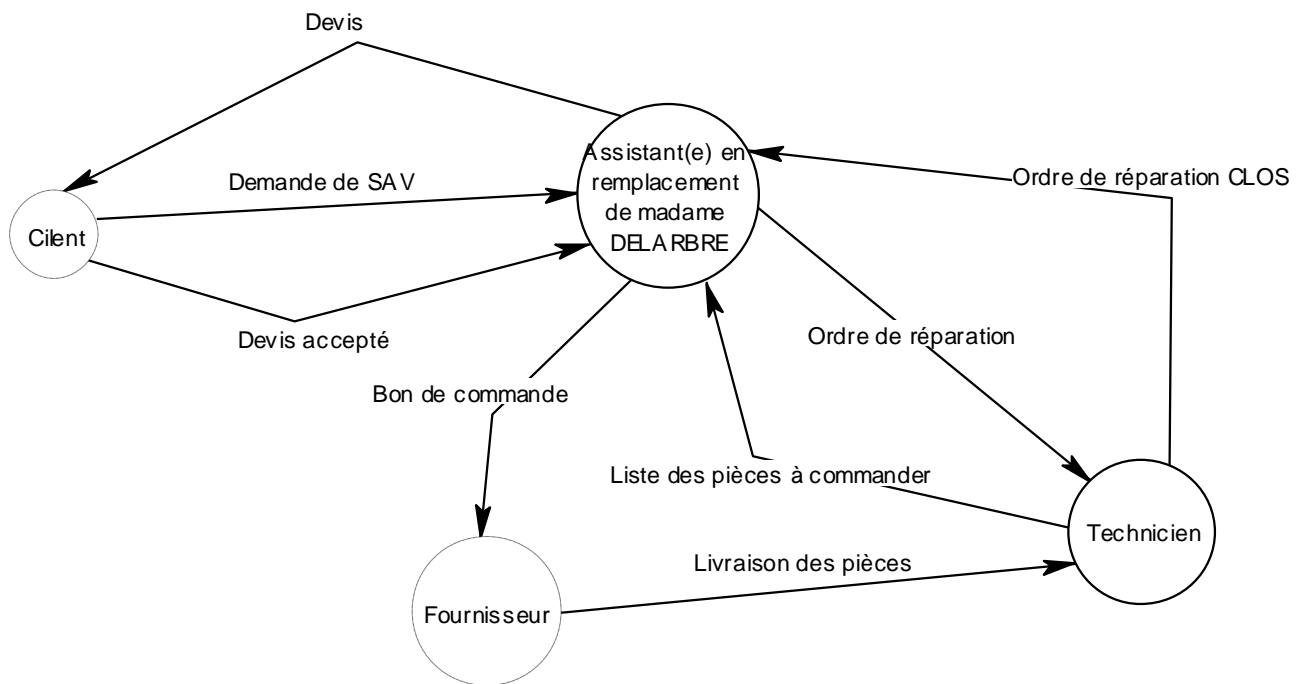 Devis
Assistant(e) en
remplacement
de madame
DELARBRE
Demande de SAV
Ordre de réparation CLOS
Cilent
Devis accepté
Ordre de réparation
Bon de commande
Liste des pièces à commander
Technicien
Livraison des pièces
Fournisseur